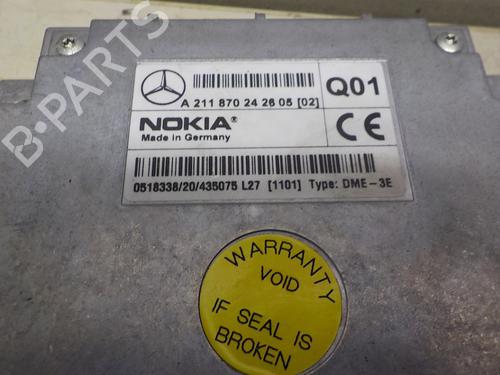 A 211 870 24 26 05 [02]
Q01
NOKIA®
Made in Germany
CE
0518338/20/435075 L27 [1101] Type: DME-3E
WARRANTY
VOID
IF SEAL IS
BROKEN
B-PARTS